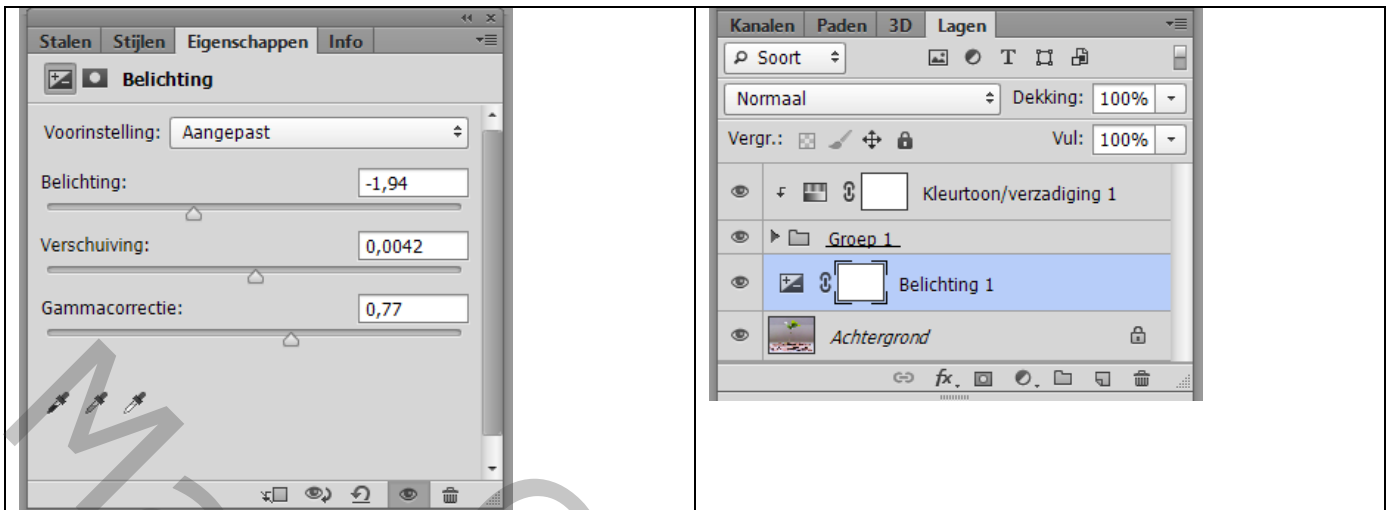 Stalen Stijlen Eigenschappen Info
Belichting
Voorinstelling: Aangepast
Belichting: -1,94
Verschuiving: 0,0042
Gammacorrectie: 0,77
Kanalen Paden 3D Lagen
Soort
Normaal Dekking: 100%
Vergr.: Vul: 100%
Kleurtoon/verzadiging 1
Groep 1
Belichting 1
Achtergrond
fx